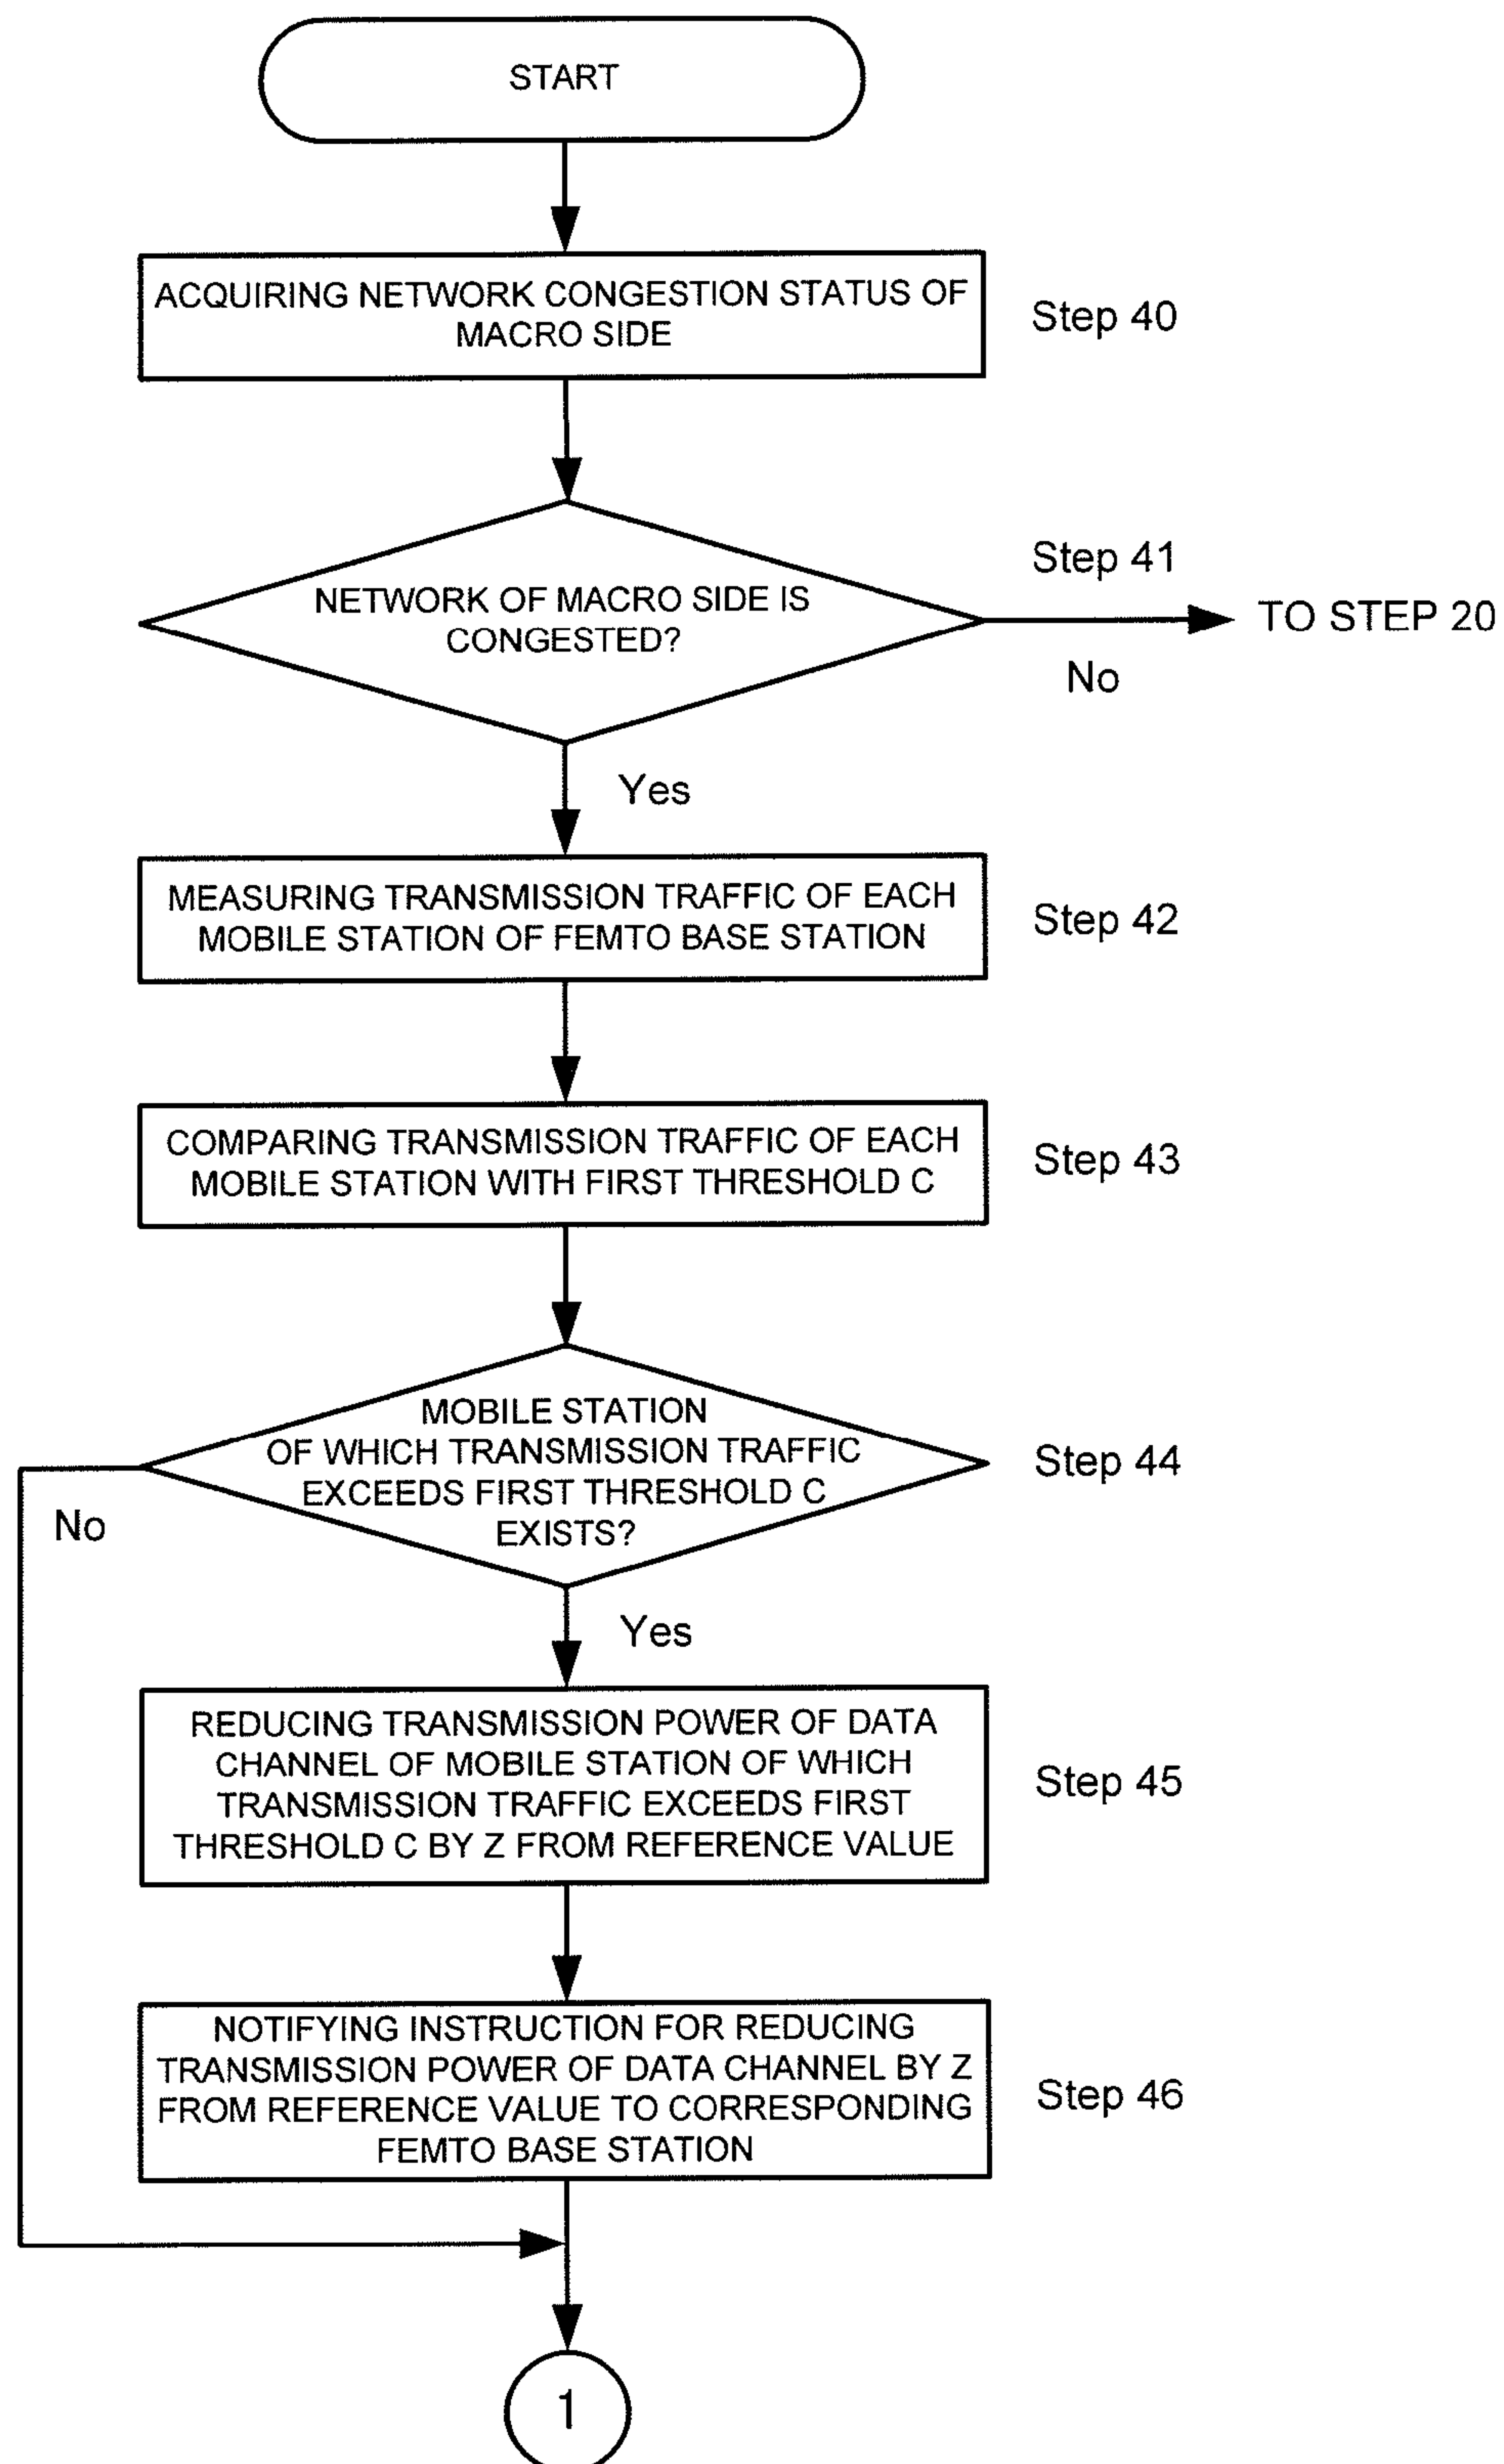 START
ACQUIRING NETWORK CONGESTION STATUS OF
MACRO SIDE
Step 40
NETWORK OF MACRO SIDE IS
CONGESTED?
Step 41
TO STEP 20
No
Yes
MEASURING TRANSMISSION TRAFFIC OF EACH
MOBILE STATION OF FEMTO BASE STATION
Step 42
COMPARING TRANSMISSION TRAFFIC OF EACH
MOBILE STATION WITH FIRST THRESHOLD C
Step 43
MOBILE STATION
OF WHICH TRANSMISSION TRAFFIC
EXCEEDS FIRST THRESHOLD C
EXISTS?
Step 44
No
Yes
REDUCING TRANSMISSION POWER OF DATA
CHANNEL OF MOBILE STATION OF WHICH
TRANSMISSION TRAFFIC EXCEEDS FIRST
THRESHOLD C BY Z FROM REFERENCE VALUE
Step 45
NOTIFYING INSTRUCTION FOR REDUCING
TRANSMISSION POWER OF DATA CHANNEL BY Z
FROM REFERENCE VALUE TO CORRESPONDING
FEMTO BASE STATION
Step 46
1